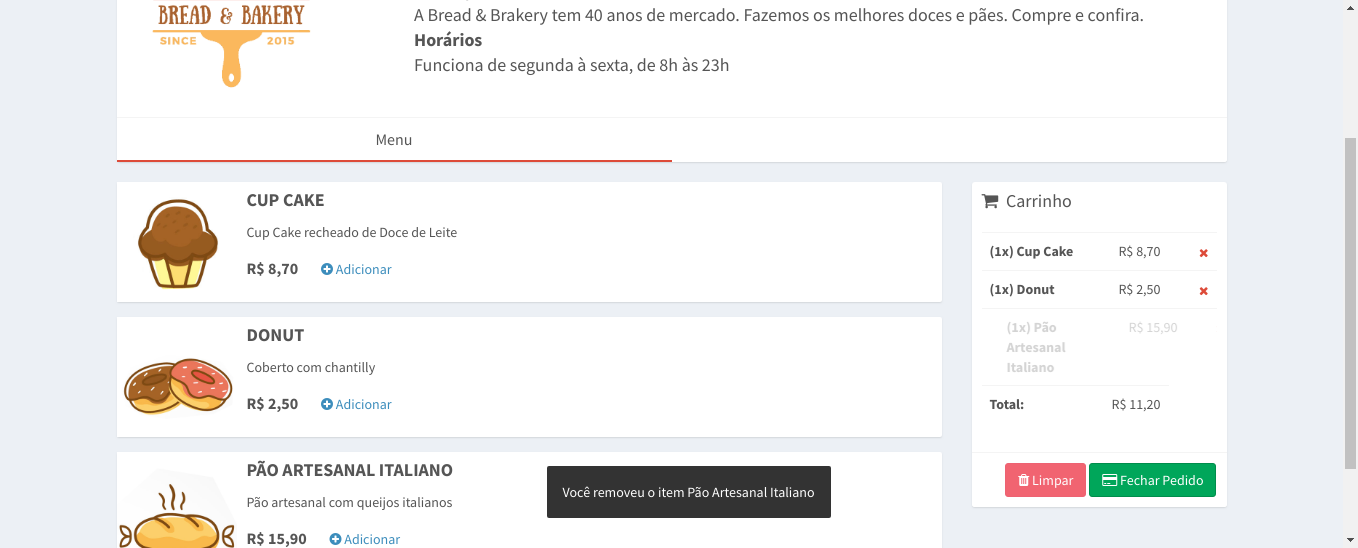 BREAD & BAKERY
SINCE 2015
A Bread & Brakery tem 40 anos de mercado. Fazemos os melhores doces e pães. Compre e confira.
Horários
Funciona de segunda à sexta, de 8h às 23h
Menu
CUP CAKE
Cup Cake recheado de Doce de Leite
R$ 8,70 Adicionar
DONUT
Coberto com chantilly
R$ 2,50 Adicionar
PÃO ARTESANAL ITALIANO
Pão artesanal com queijos italianos
R$ 15,90 Adicionar
Você removeu o item Pão Artesanal Italiano
Carrinho
(1x) Cup Cake R$ 8,70
(1x) Donut R$ 2,50
(1x) Pão R$ 15,90
Artesanal
Italiano
Total: R$ 11,20
Limpar Fechar Pedido